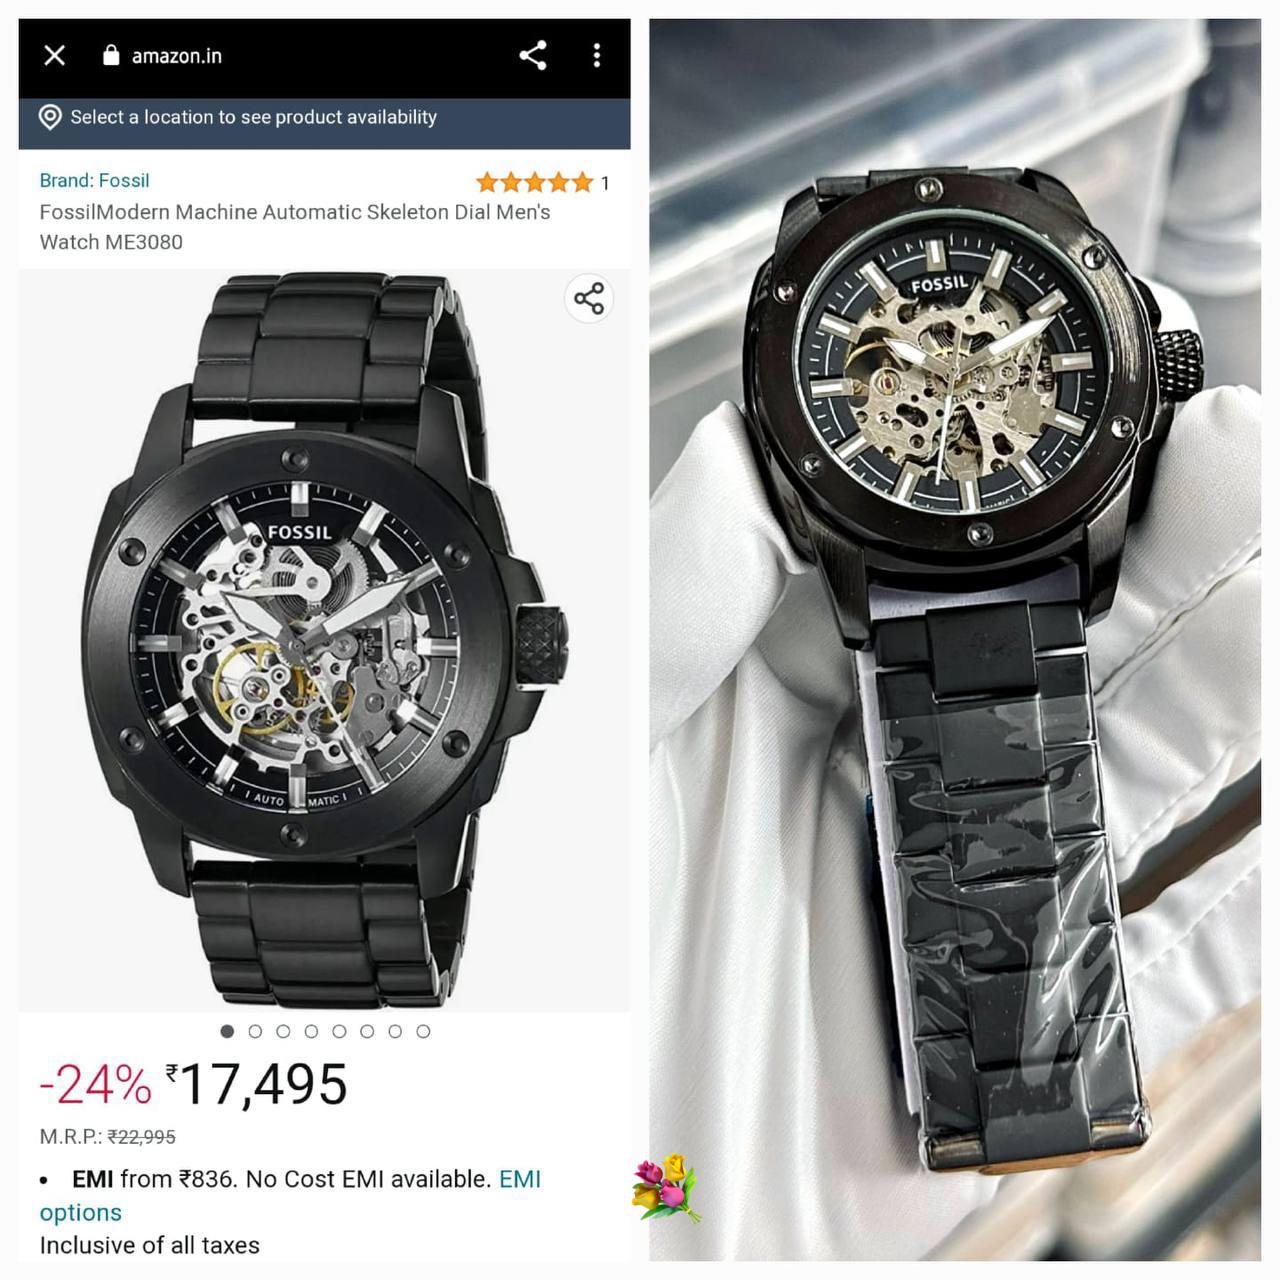 amazon.in
Select a location to see product availability
Brand: Fossil
1
FossilModern Machine Automatic Skeleton Dial Men's
Watch ME3080
FOSSIL
AUTO MATIC
-24% ₹17,495
M.R.P.: ₹22,995
• EMI from ₹836. No Cost EMI available. EMI
options
Inclusive of all taxes
FOSSIL